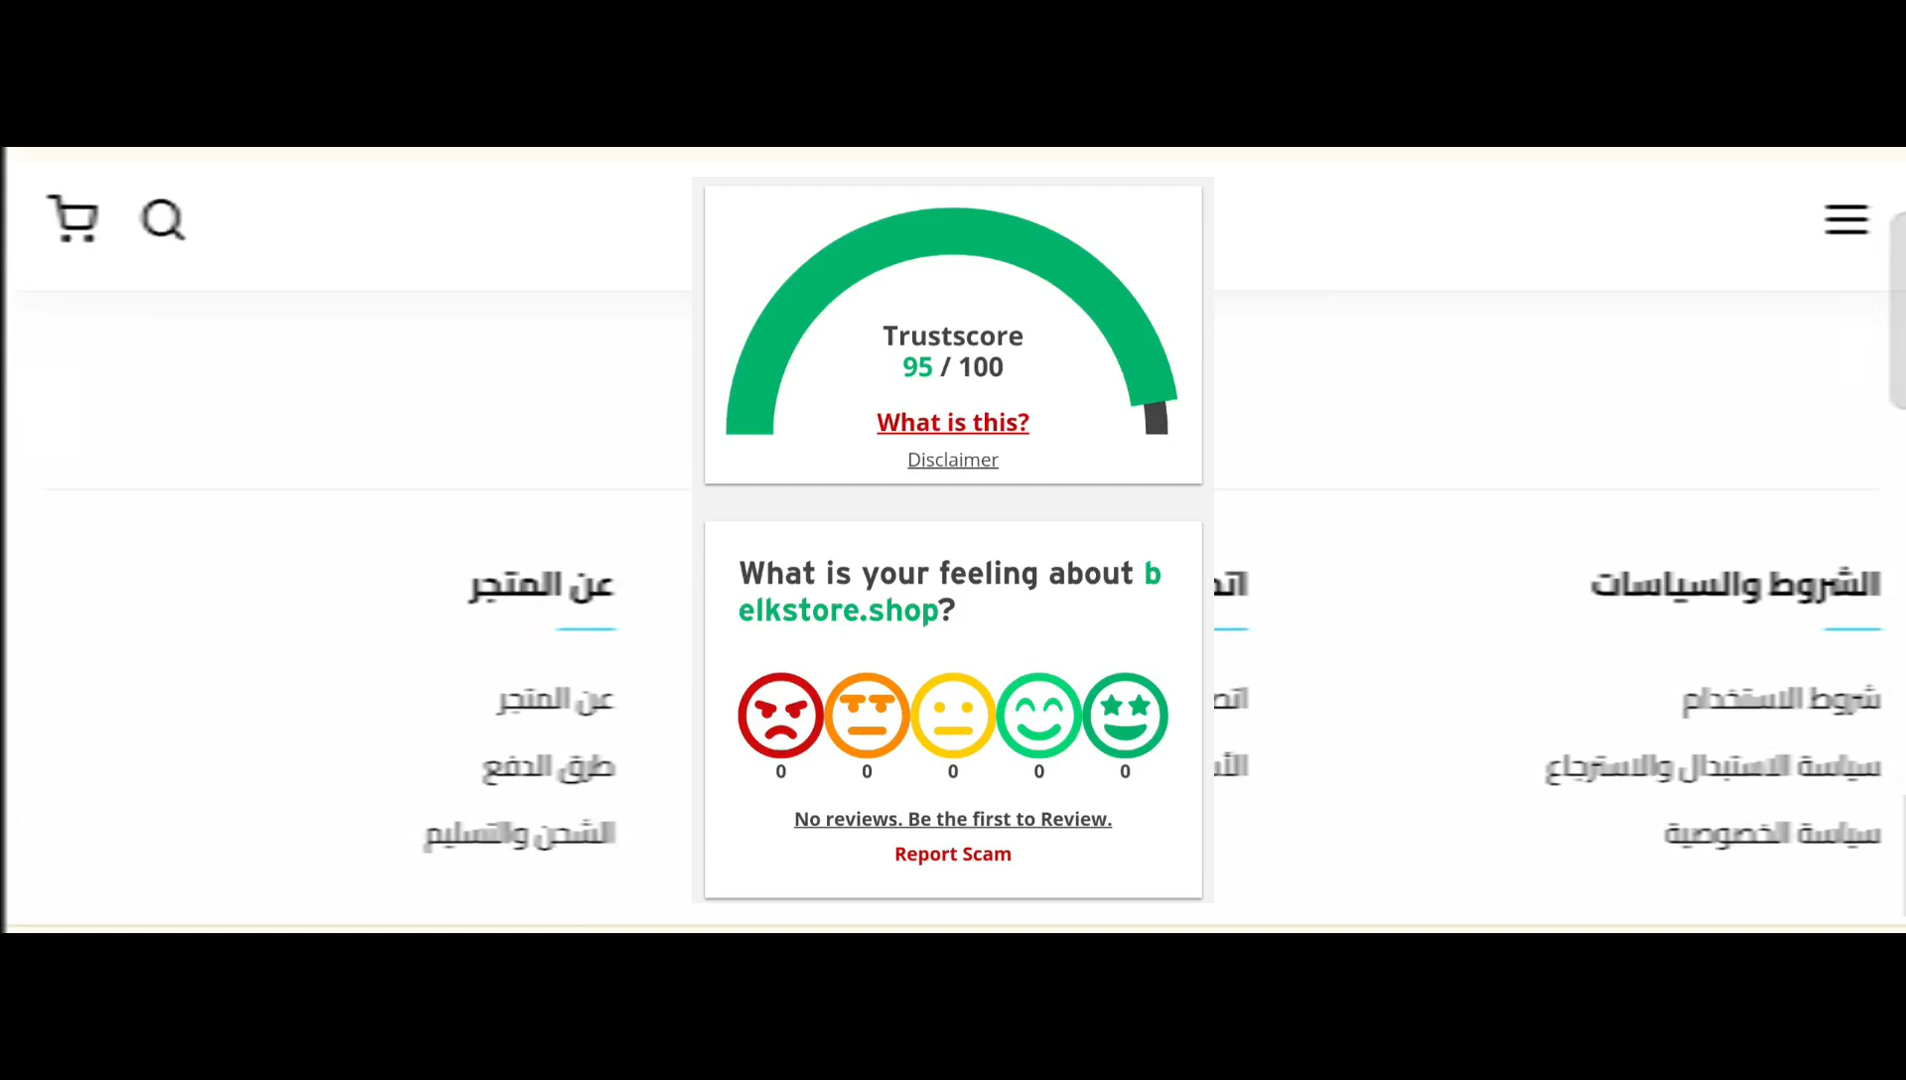 Trustscore
95 / 100
What is this?
Disclaimer
What is your feeling about b
elkstore.shop?
0 0 0 0 0
No reviews. Be the first to Review.
Report Scam
الشروط والسياسات
شروط الاستخدام
سياسة الاستبدال والاسترجاع
سياسة الخصوصية
عن المتجر
عن المتجر
طرق الدفع
الشحن والتسليم